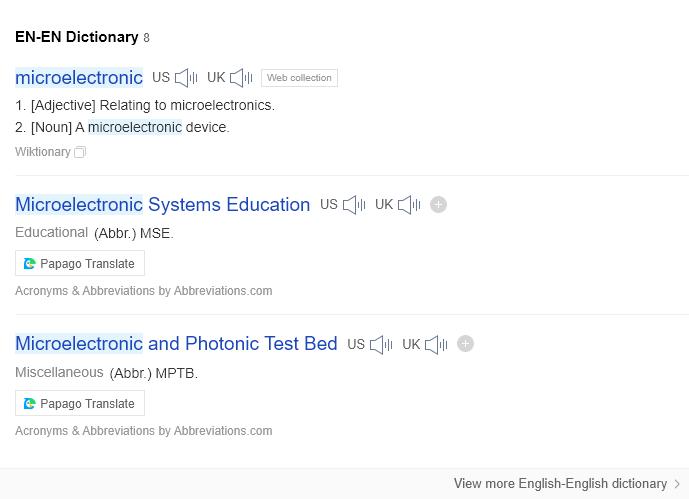 EN-EN Dictionary 8
microelectronic US UK Web collection
1. [Adjective] Relating to microelectronics.
2. [Noun] A microelectronic device.
Wiktionary
Microelectronic Systems Education US UK
Educational (Abbr.) MSE.
Papago Translate
Acronyms & Abbreviations by Abbreviations.com
Microelectronic and Photonic Test Bed US UK
Miscellaneous (Abbr.) MPTB.
Papago Translate
Acronyms & Abbreviations by Abbreviations.com
View more English-English dictionary